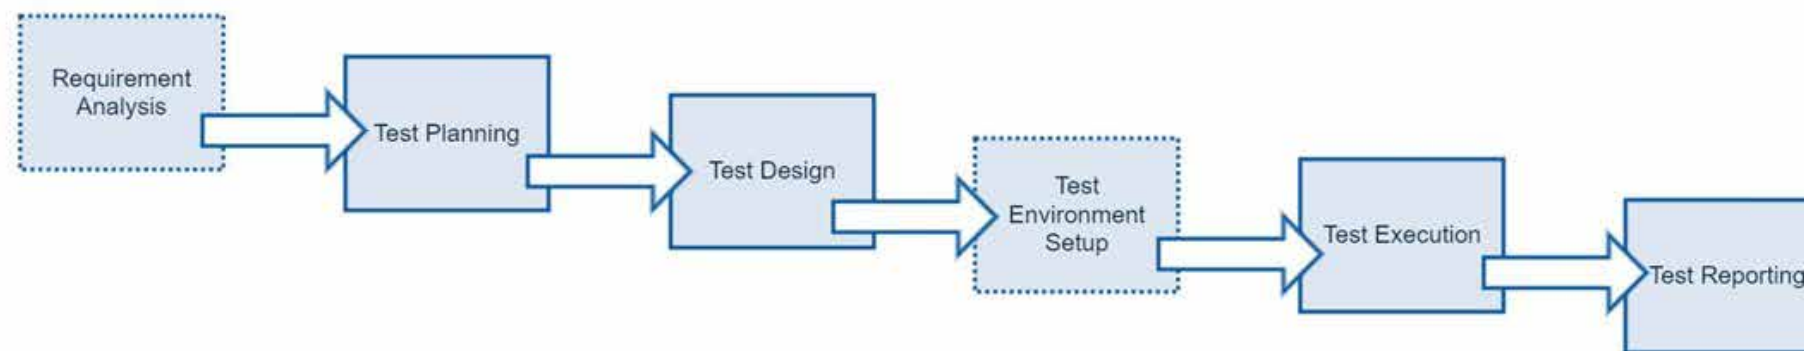 Requirement
Analysis
Test Planning
Test Design
Test
Environment
Setup
Test Execution
Test Reporting